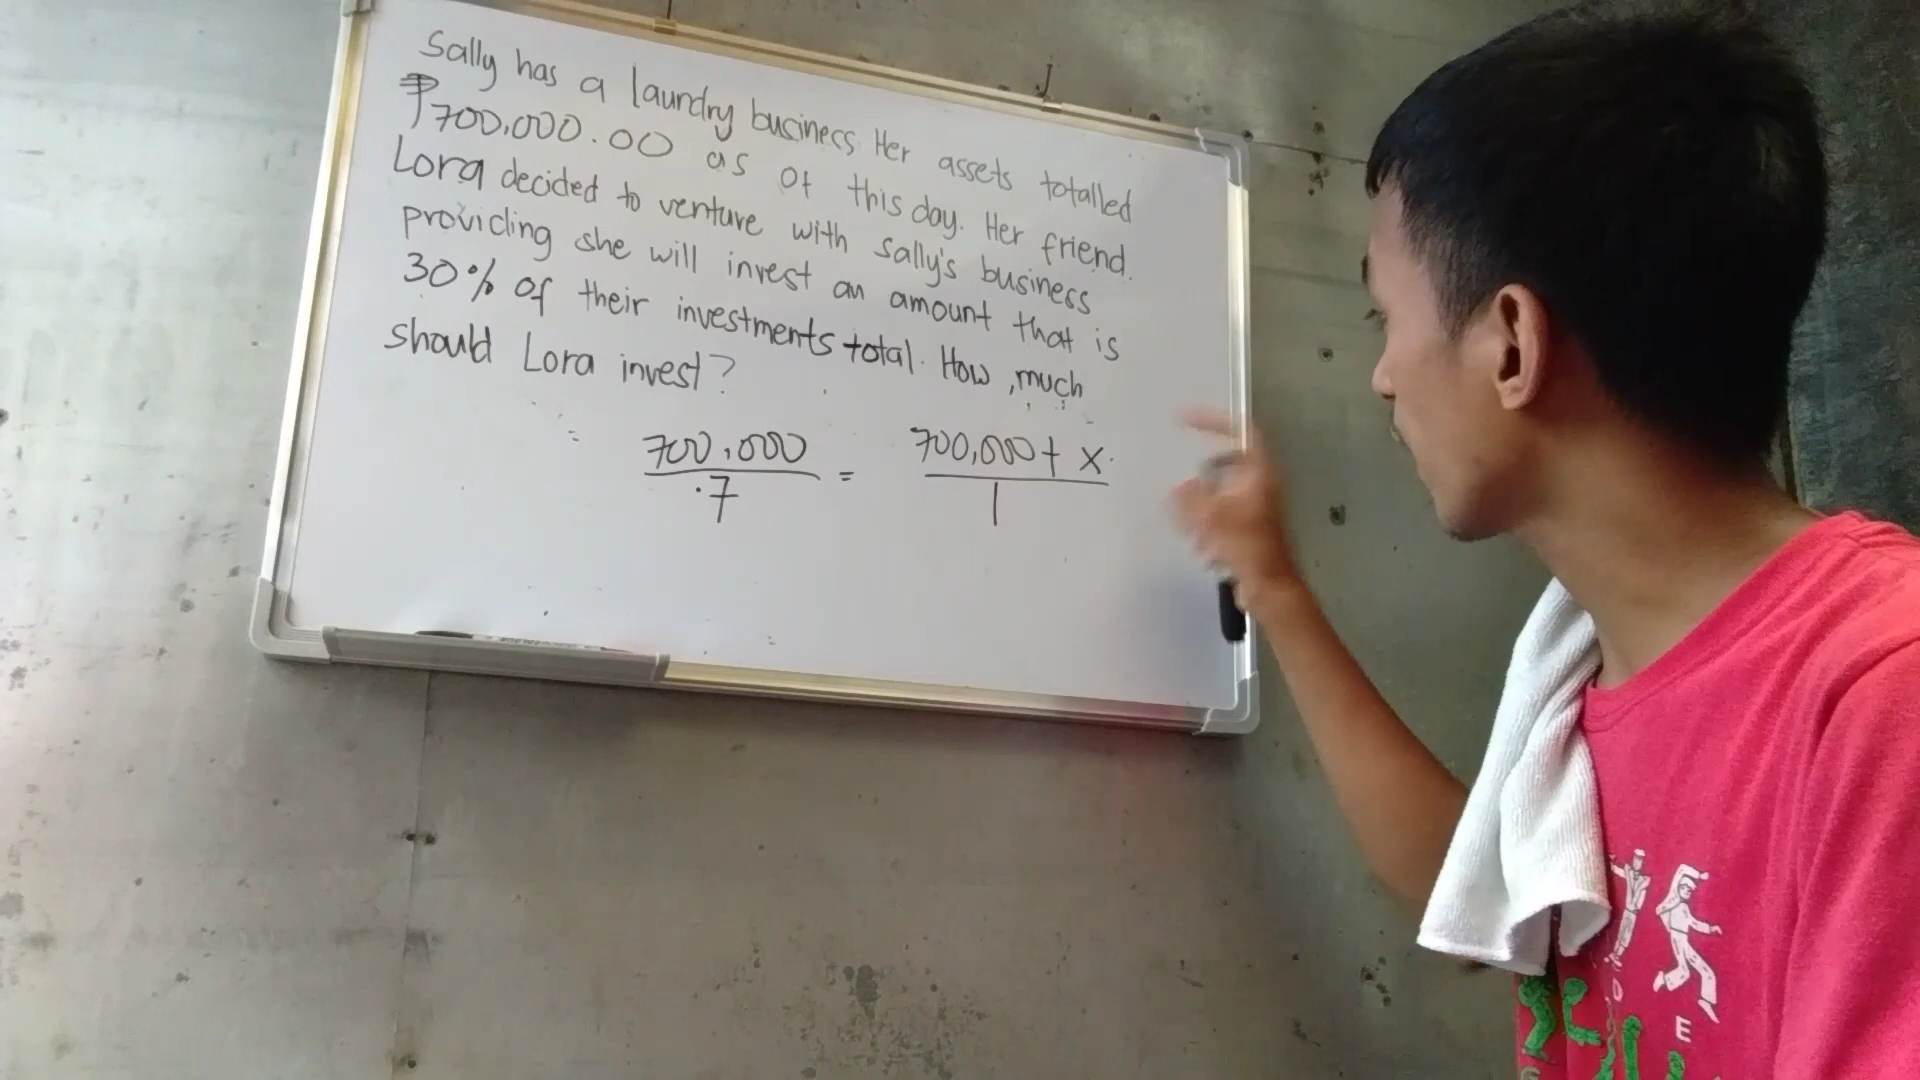 Sally has a laundry business. Her assets totalled
₱700,000.00 as of this day. Her friend.
Lora decided to venture with Sally's business
providing she will invest an amount that is
30% of their investments total. How much
should Lora invest?
700,000 = 700,000 + x
.7 1
D
E